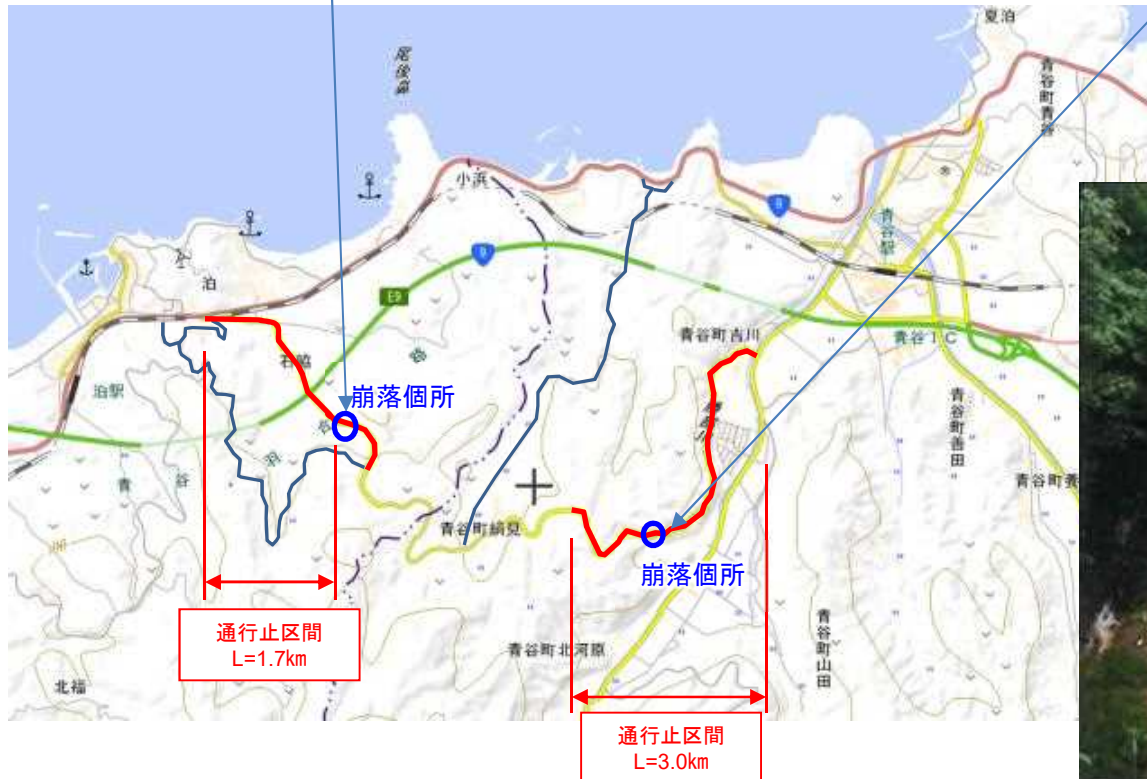 夏泊
尾後鼻
青谷町青谷
小浜
9
泊
9
E9
青谷駅
石脇
青谷町吉川
青谷IC
泊駅
崩落個所
青谷町善田
青谷
青谷町養
青谷町絹見
崩落個所
通行止区間
L=1.7km
青谷町北河原
青谷町山田
北福
通行止区間
L=3.0km